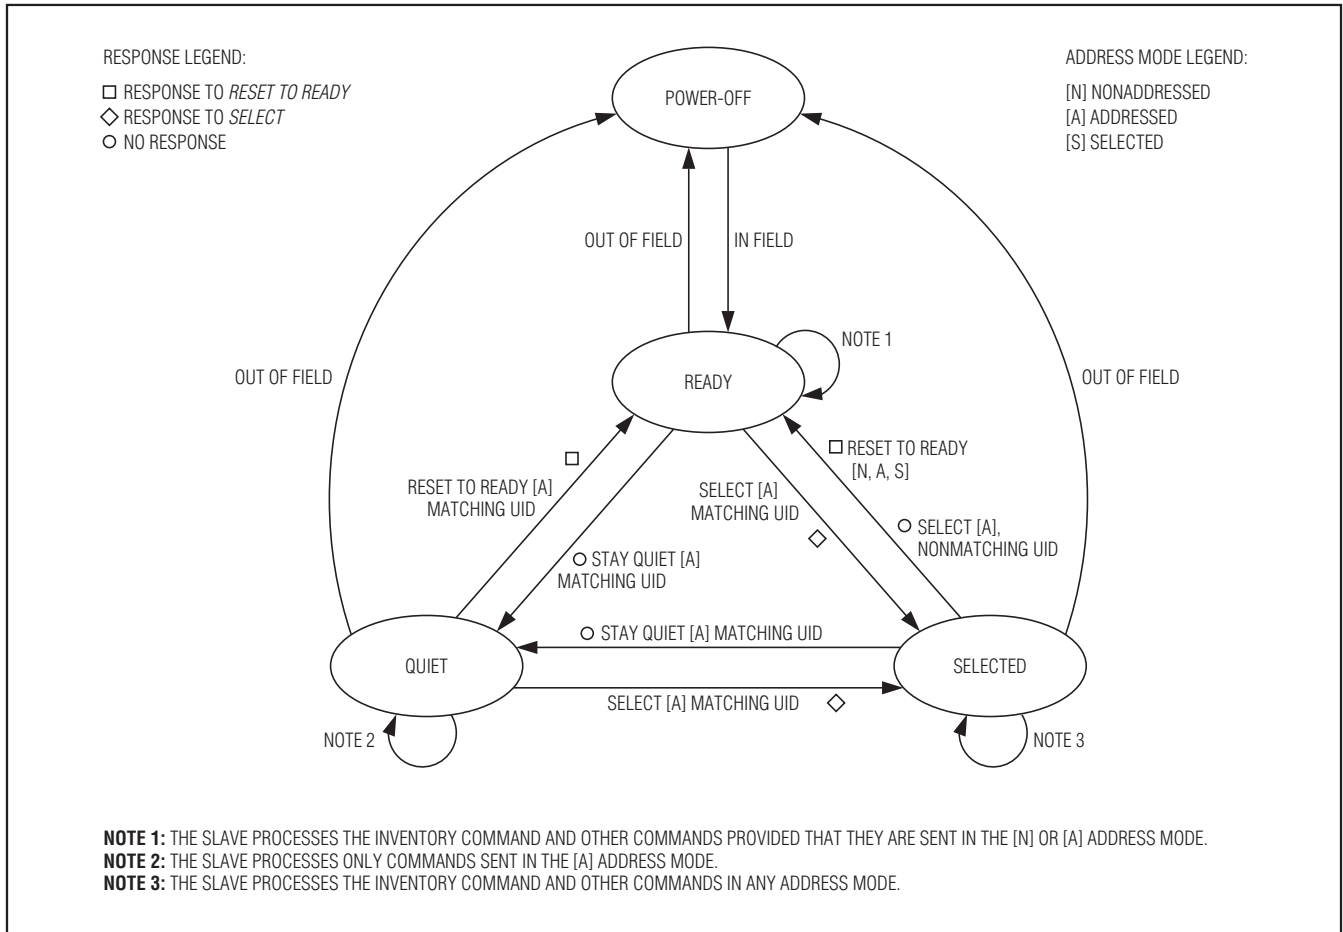 RESPONSE LEGEND:
RESPONSE TO RESET TO READY
RESPONSE TO SELECT
NO RESPONSE
ADDRESS MODE LEGEND:
[N] NONADDRESSED
[A] ADDRESSED
[S] SELECTED
POWER-OFF
OUT OF FIELD
IN FIELD
NOTE 1
READY
OUT OF FIELD
OUT OF FIELD
RESET TO READY [A]
MATCHING UID
STAY QUIET [A]
MATCHING UID
SELECT [A]
MATCHING UID
RESET TO READY
[N, A, S]
SELECT [A],
NONMATCHING UID
STAY QUIET [A] MATCHING UID
QUIET
SELECTED
SELECT [A] MATCHING UID
NOTE 2
NOTE 3
NOTE 1: THE SLAVE PROCESSES THE INVENTORY COMMAND AND OTHER COMMANDS PROVIDED THAT THEY ARE SENT IN THE [N] OR [A] ADDRESS MODE.
NOTE 2: THE SLAVE PROCESSES ONLY COMMANDS SENT IN THE [A] ADDRESS MODE.
NOTE 3: THE SLAVE PROCESSES THE INVENTORY COMMAND AND OTHER COMMANDS IN ANY ADDRESS MODE.